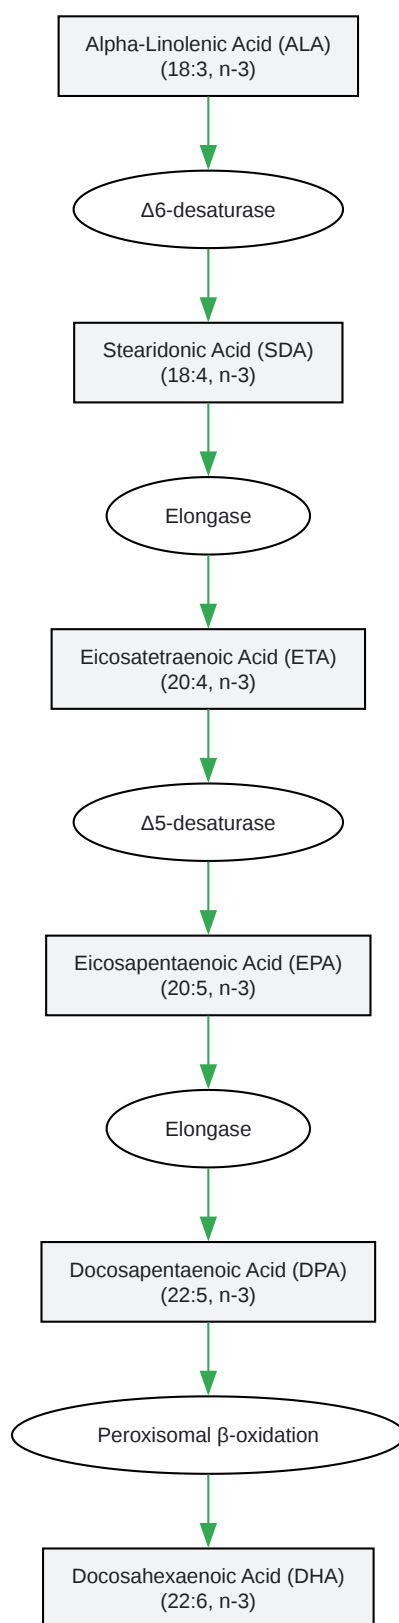 Alpha-Linolenic Acid (ALA)
(18:3, n-3)
Δ6-desaturase
Stearidonic Acid (SDA)
(18:4, n-3)
Elongase
Eicosatetraenoic Acid (ETA)
(20:4, n-3)
Δ5-desaturase
Eicosapentaenoic Acid (EPA)
(20:5, n-3)
Elongase
Docosapentaenoic Acid (DPA)
(22:5, n-3)
Peroxisomal β-oxidation
Docosahexaenoic Acid (DHA)
(22:6, n-3)